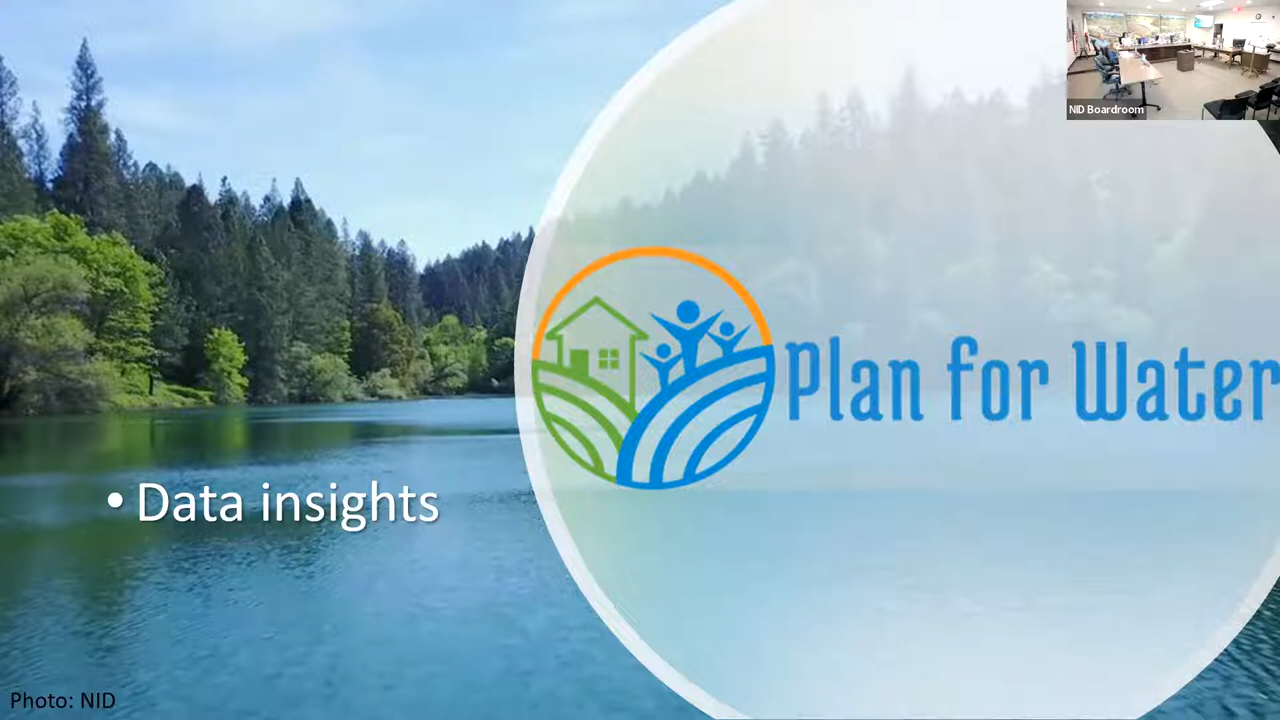 NID Boardroom
Plan for Water
• Data insights
Photo: NID